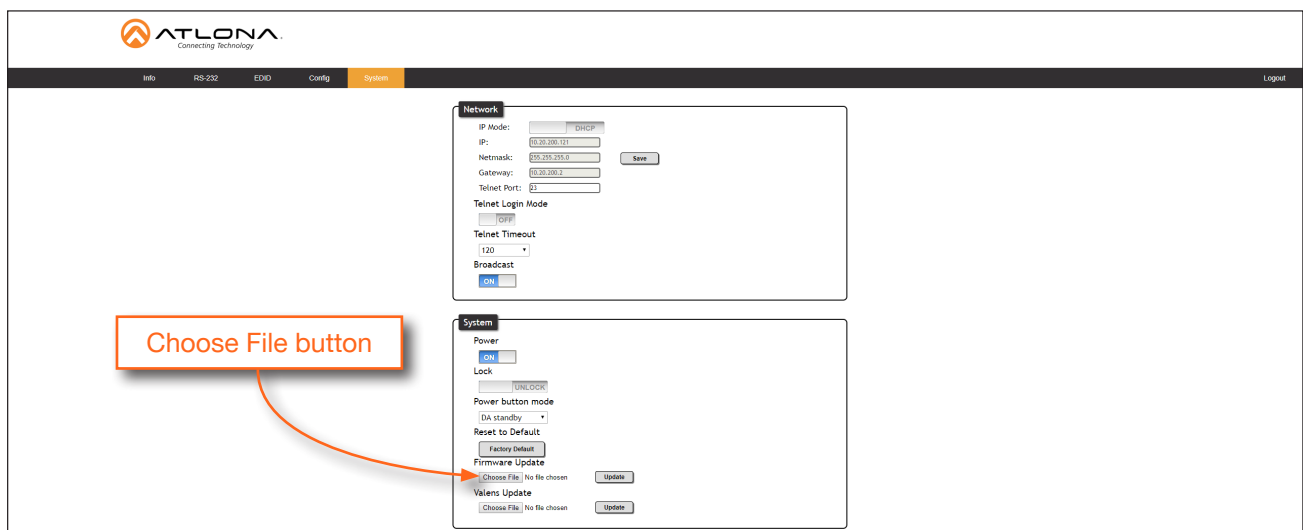 ATLONA.
Connecting Technology
Info RS-232 EDID Config System Logout
Network
IP Mode: DHCP
IP: 10.20.200.121
Netmask: 255.255.255.0 Save
Gateway: 10.20.200.2
Telnet Port: 23
Telnet Login Mode
OFF
Telnet Timeout
120
Broadcast
ON
System
Power
ON
Lock
UNLOCK
Power button mode
DA standby
Reset to Default
Factory Default
Firmware Update
Choose File No file chosen Update
Valens Update
Choose File No file chosen Update
Choose File button